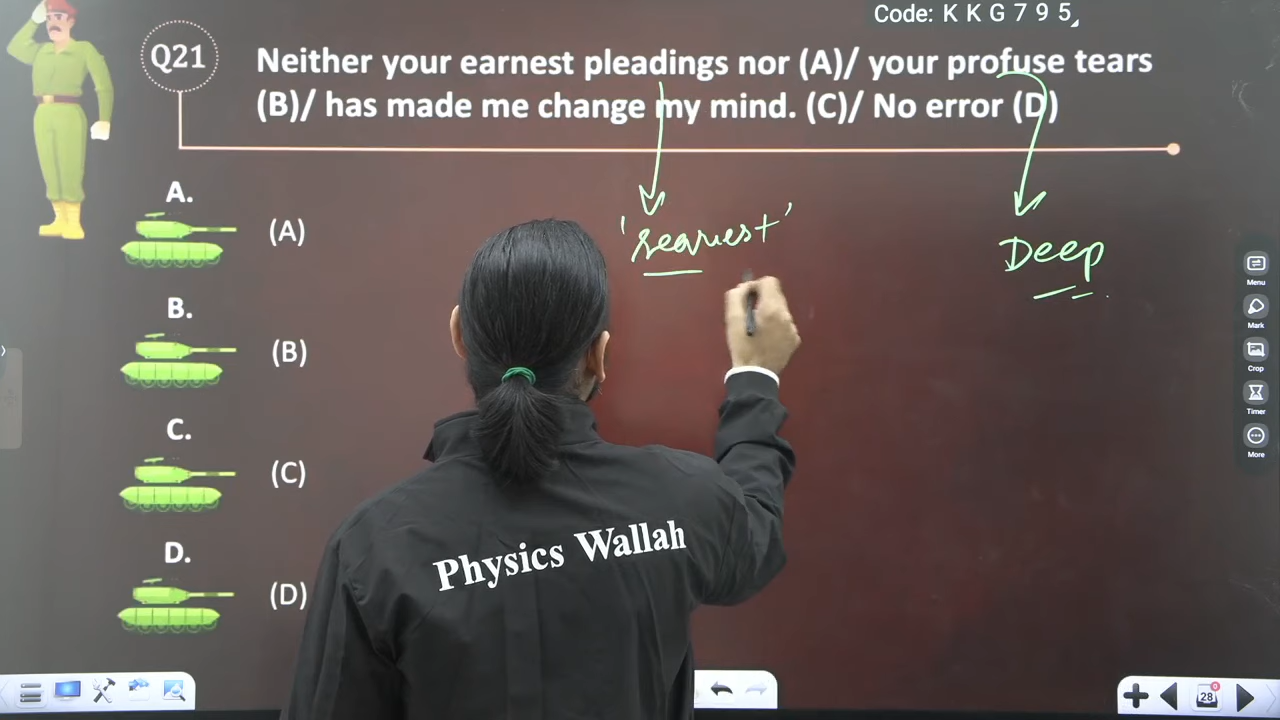 Code: K K G 7 9 5
Q21
Neither your earnest pleadings nor (A)/ your profuse tears
(B)/ has made me change my mind. (C)/ No error (D)
A.
(A)
Deep
B.
(B)
C.
(C)
D.
(D)
Physics Wallah
Menu
Mark
Crop
Timer
More
28